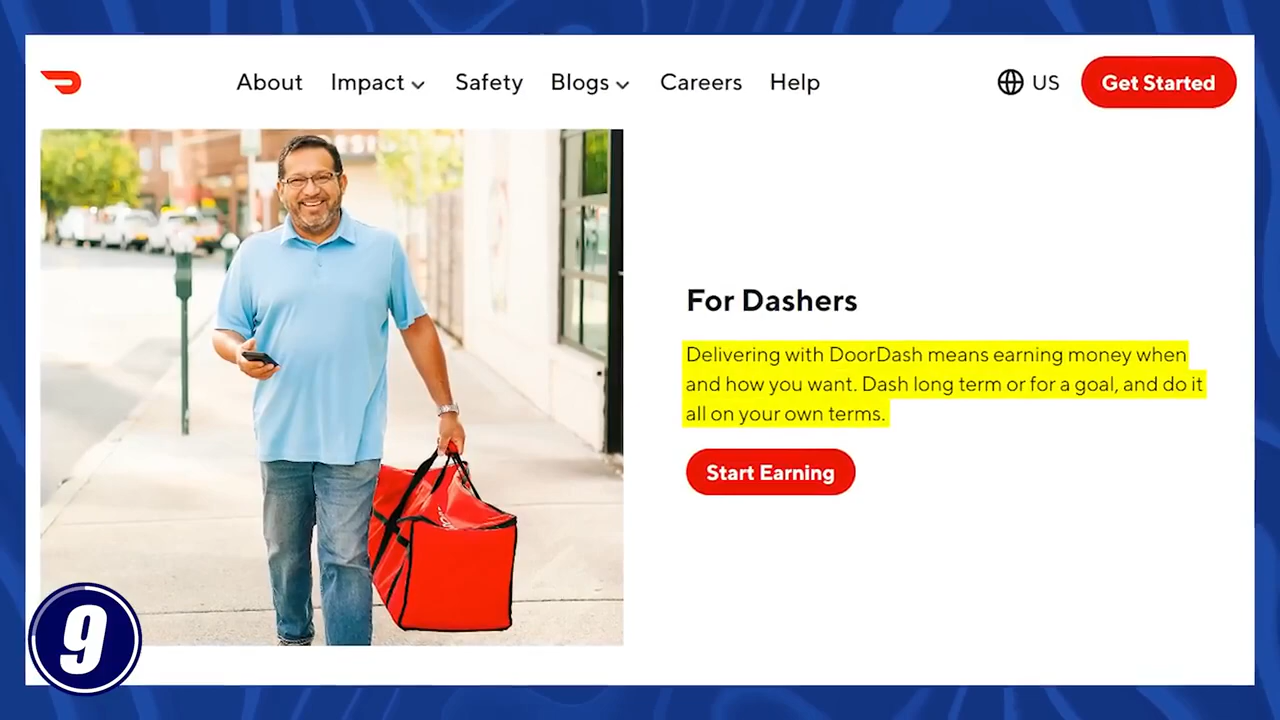 About Impact Safety Blogs Careers Help US Get Started
For Dashers
Delivering with DoorDash means earning money when
and how you want. Dash long term or for a goal, and do it
all on your own terms.
Start Earning
9